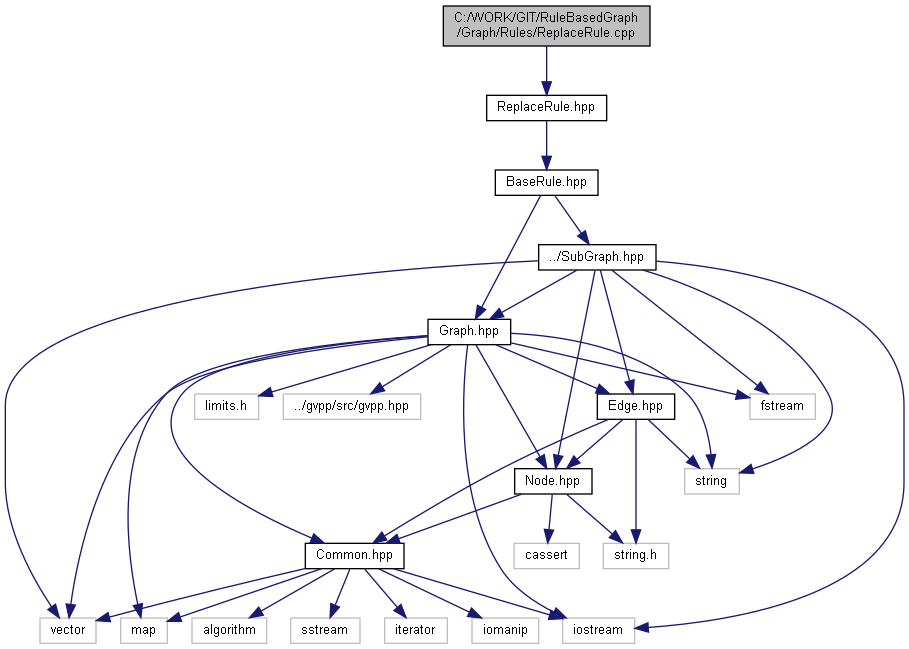 C:/WORK/GIT/RuleBasedGraph
/Graph/Rules/ReplaceRule.cpp
ReplaceRule.hpp
BaseRule.hpp
../SubGraph.hpp
Graph.hpp
limits.h
../gvpp/src/gvpp.hpp
Edge.hpp
fstream
Node.hpp
string
Common.hpp
cassert
string.h
vector
map
algorithm
sstream
iterator
iomanip
iostream